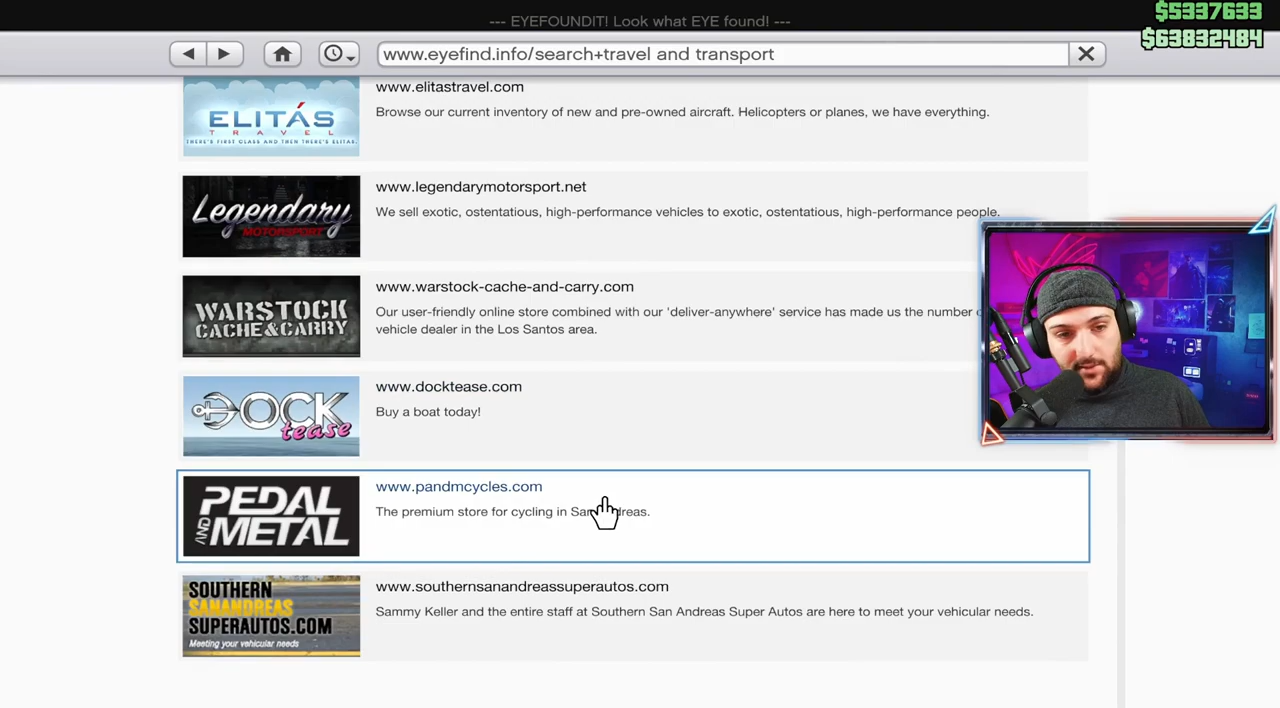 --- EYEFOUNDIT! Look what EYE found! ---
$5337633
$63832484
www.eyefind.info/search+travel and transport
ELITÁS
TRAVEL
THERE'S FIRST CLASS AND THEN THERE'S ELITAS.
www.elitastravel.com
Browse our current inventory of new and pre-owned aircraft. Helicopters or planes, we have everything.
Legendary
MOTORSPORT
www.legendarymotorsport.net
We sell exotic, ostentatious, high-performance vehicles to exotic, ostentatious, high-performance people.
WARSTOCK
CACHE&CARRY
www.warstock-cache-and-carry.com
Our user-friendly online store combined with our 'deliver-anywhere' service has made us the number
vehicle dealer in the Los Santos area.
DOCK
tease
www.docktease.com
Buy a boat today!
PEDAL
AND METAL
www.pandmcycles.com
The premium store for cycling in San Andreas.
SOUTHERN
SANANDREAS
SUPERAUTOS.COM
Meeting your vehicular needs
www.southernsanandreassuperautos.com
Sammy Keller and the entire staff at Southern San Andreas Super Autos are here to meet your vehicular needs.